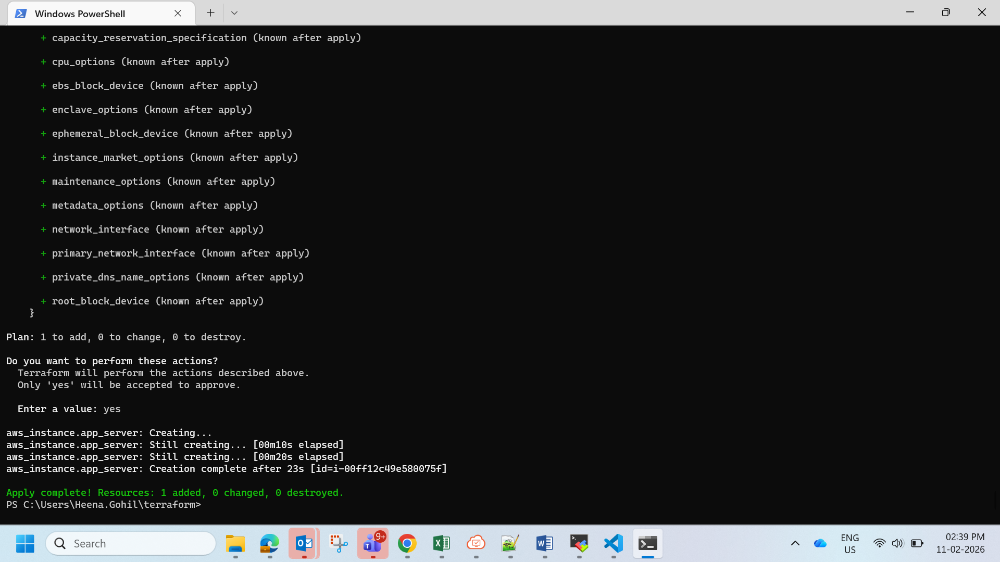 Windows PowerShell
+ capacity_reservation_specification (known after apply)
+ cpu_options (known after apply)
+ ebs_block_device (known after apply)
+ enclave_options (known after apply)
+ ephemeral_block_device (known after apply)
+ instance_market_options (known after apply)
+ maintenance_options (known after apply)
+ metadata_options (known after apply)
+ network_interface (known after apply)
+ primary_network_interface (known after apply)
+ private_dns_name_options (known after apply)
+ root_block_device (known after apply)
}
Plan: 1 to add, 0 to change, 0 to destroy.
Do you want to perform these actions?
Terraform will perform the actions described above.
Only 'yes' will be accepted to approve.
Enter a value: yes
aws_instance.app_server: Creating...
aws_instance.app_server: Still creating... [00m10s elapsed]
aws_instance.app_server: Still creating... [00m20s elapsed]
aws_instance.app_server: Creation complete after 23s [id=i-00ff12c49e580075f]
Apply complete! Resources: 1 added, 0 changed, 0 destroyed.
PS C:\Users\Heena.Gohil\terraform>
Search
9+
ENG
US
02:39 PM
11-02-2026